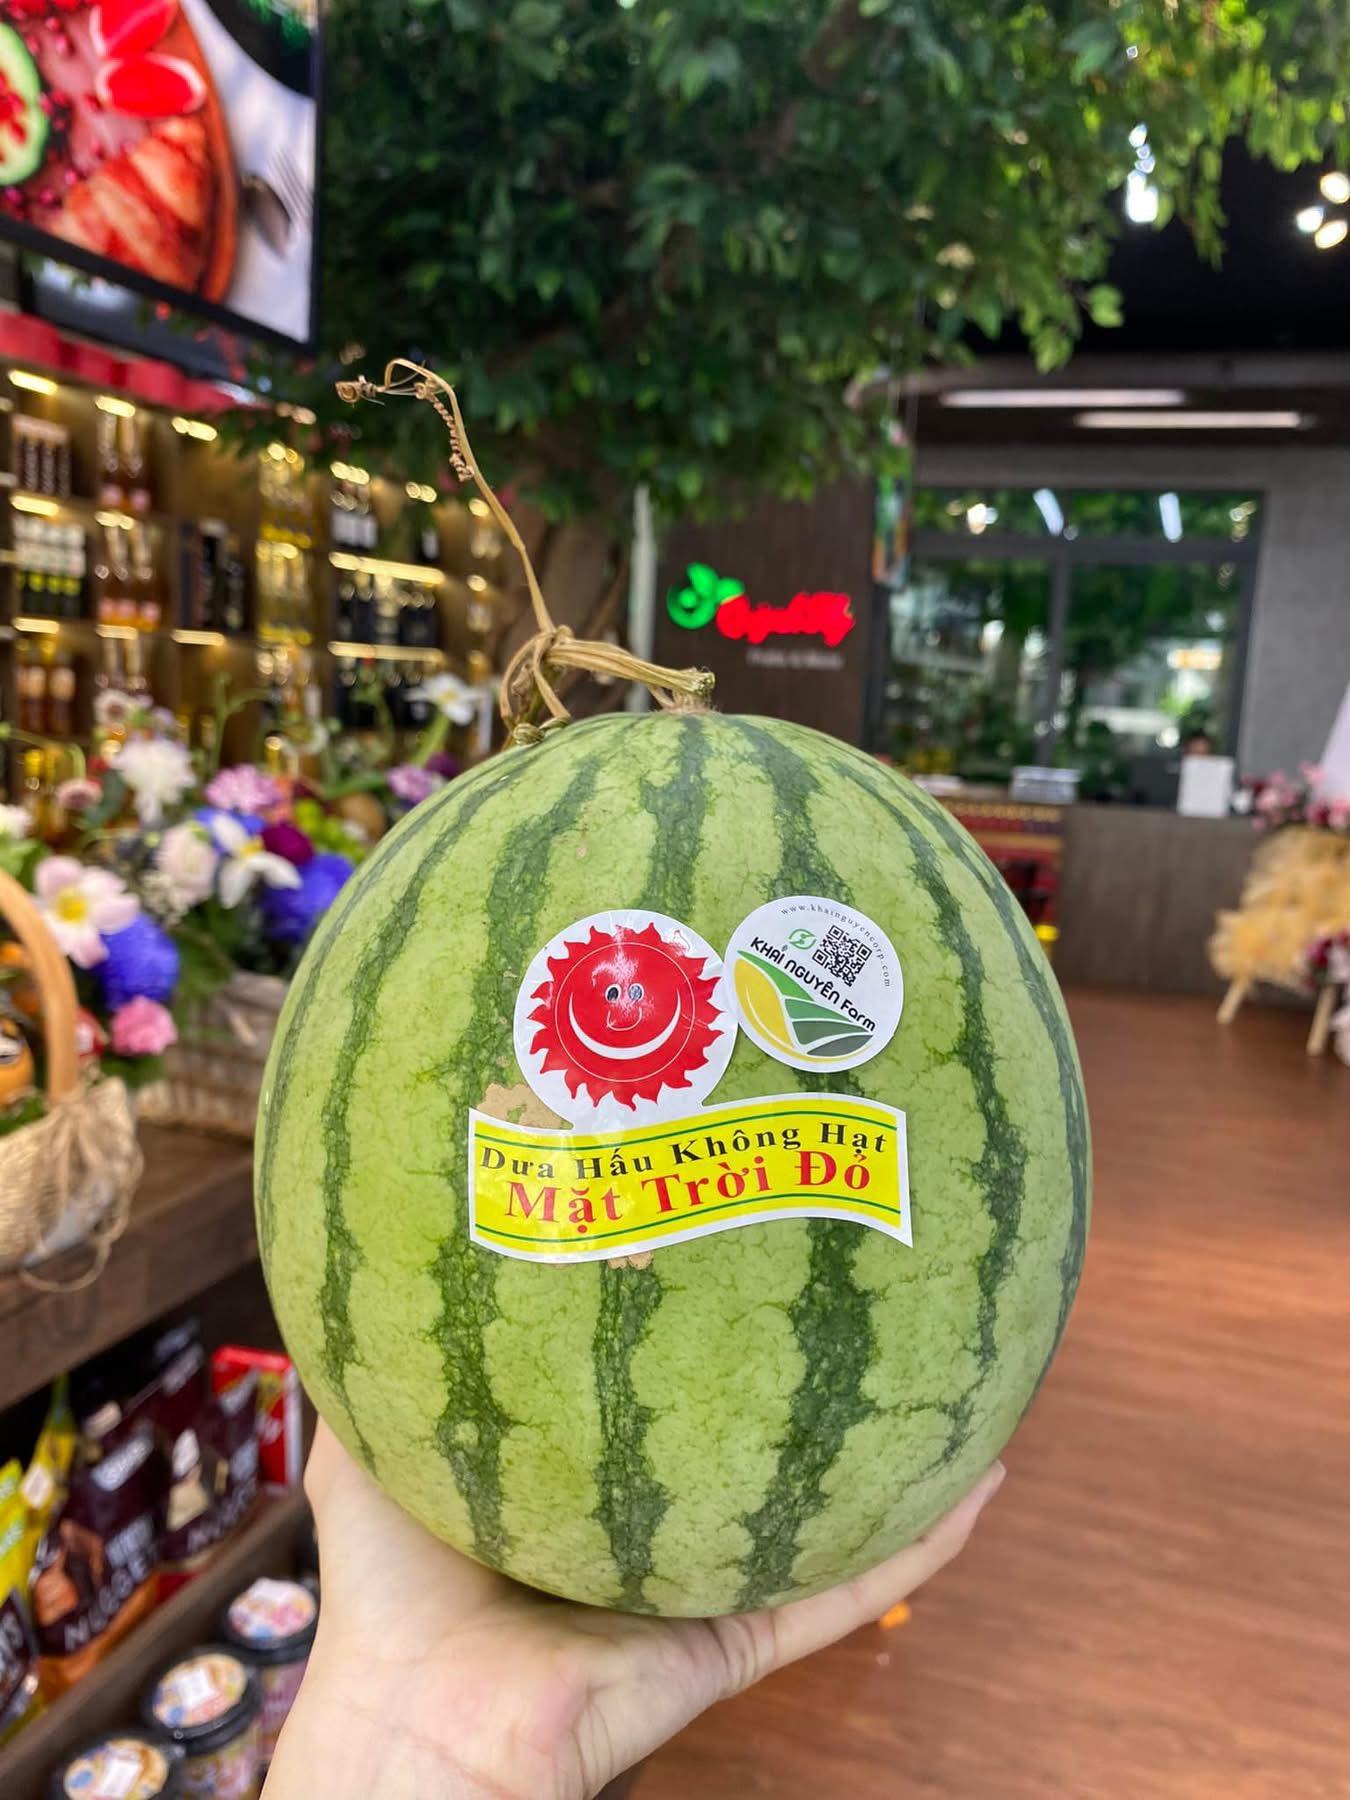 www.khainguyencorp.com
KHẢI NGUYÊN Farm
Dưa Hấu Không Hạt
Mặt Trời Đỏ